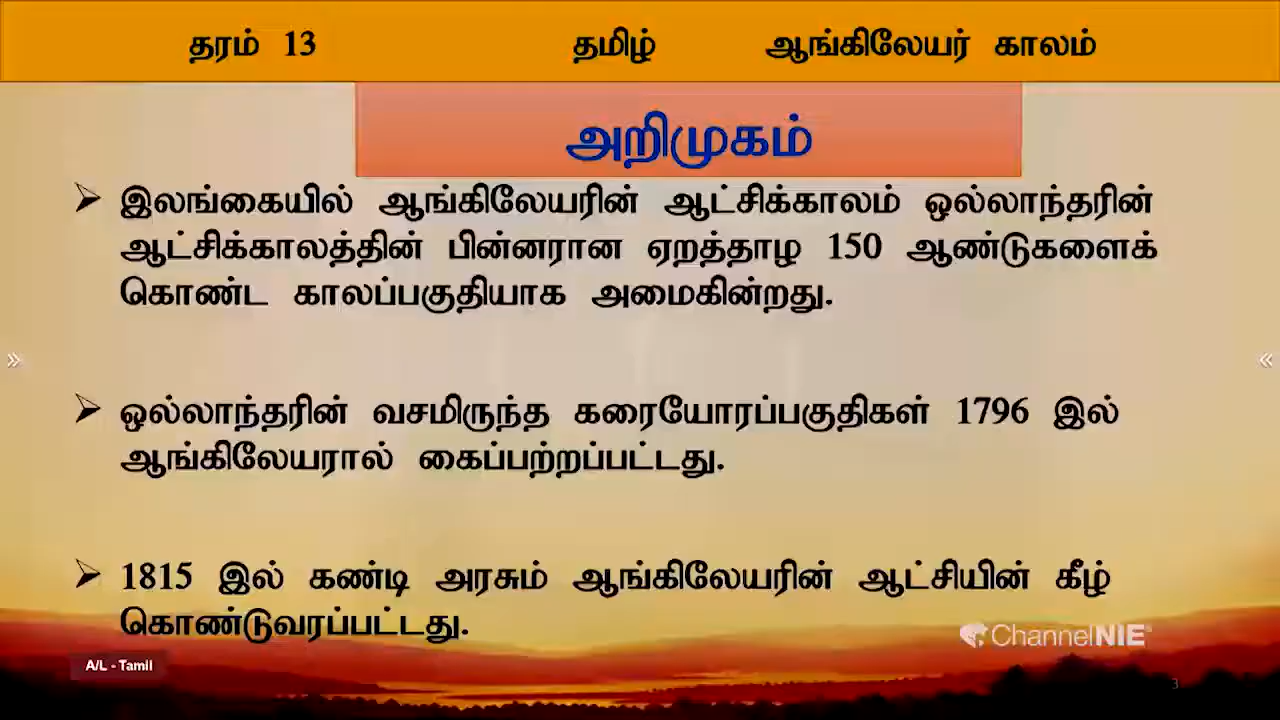 தரம் 13 தமிழ் ஆங்கிலேயர் காலம்
அறிமுகம்
➢ இலங்கையில் ஆங்கிலேயரின் ஆட்சிக்காலம் ஒல்லாந்தரின்
ஆட்சிக்காலத்தின் பின்னரான ஏறத்தாழ 150 ஆண்டுகளைக்
கொண்ட காலப்பகுதியாக அமைகின்றது.
➢ ஒல்லாந்தரின் வசமிருந்த கரையோரப்பகுதிகள் 1796 இல்
ஆங்கிலேயரால் கைப்பற்றப்பட்டது.
➢ 1815 இல் கண்டி அரசும் ஆங்கிலேயரின் ஆட்சியின் கீழ்
கொண்டுவரப்பட்டது.
ChannelNIE
A/L - Tamil
3